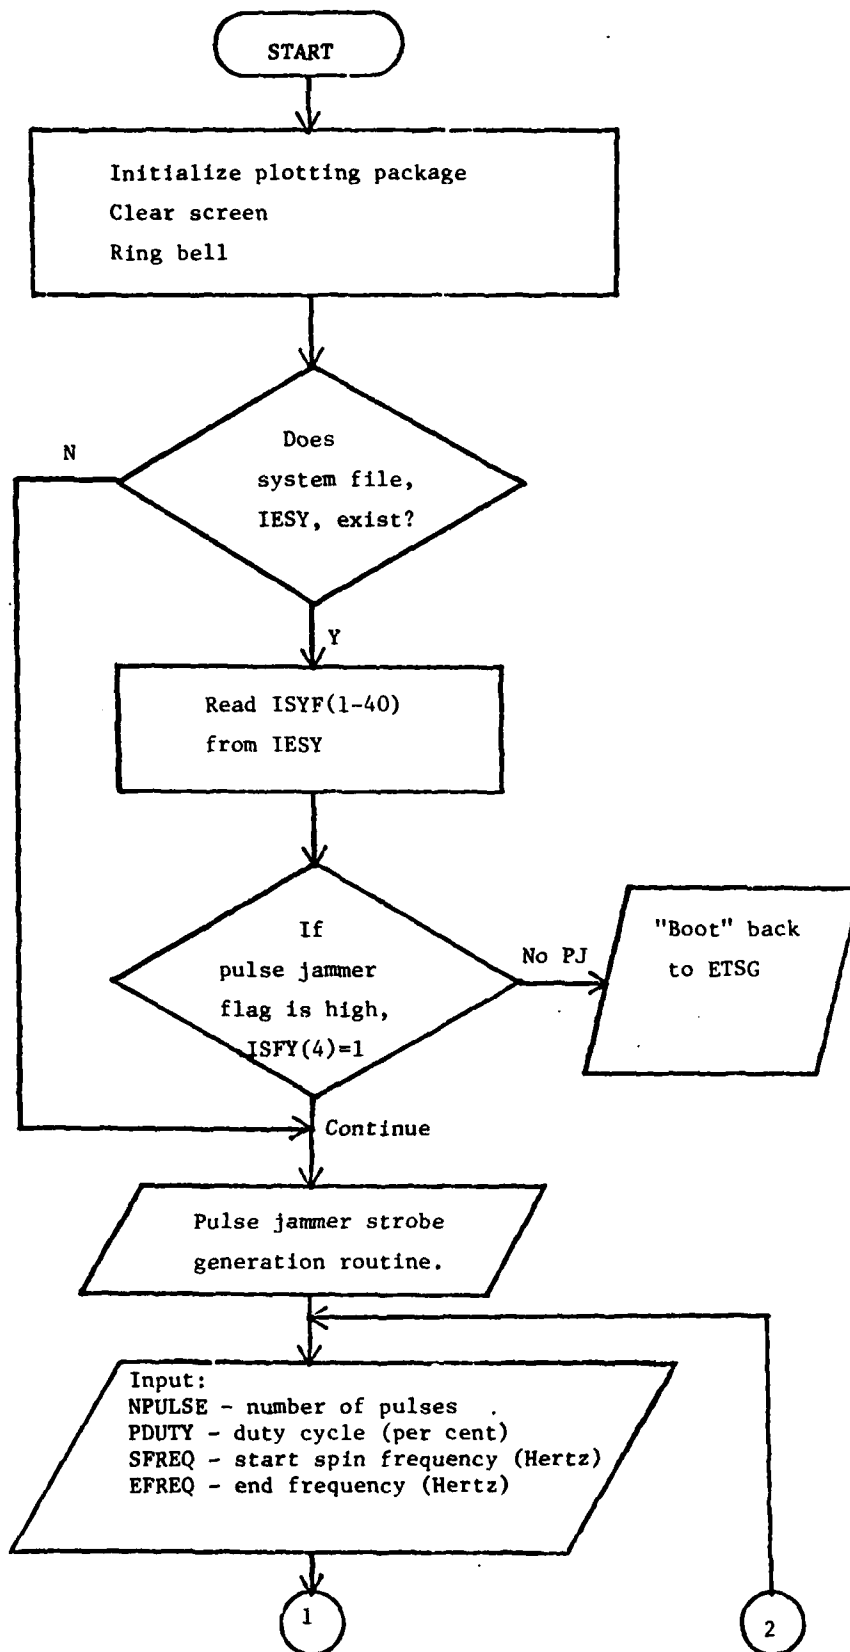 START
Initialize plotting package
Clear screen
Ring bell
Does
system file,
IESY, exist?
N
Y
Read ISYF(1-40)
from IESY
If
pulse jammer
flag is high,
ISFY(4)=1
No PJ
"Boot" back
to ETSG
Continue
Pulse jammer strobe
generation routine.
Input:
NPULSE - number of pulses
PDUTY - duty cycle (per cent)
SFREQ - start spin frequency (Hertz)
EFREQ - end frequency (Hertz)
1
2